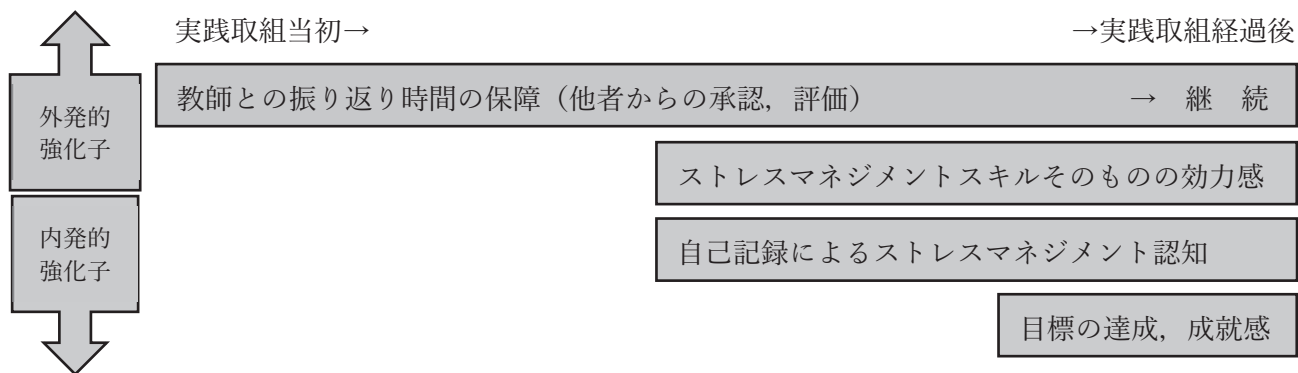 実践取組当初→
→実践取組経過後
外発的
強化子
教師との振り返り時間の保障（他者からの承認，評価）
→ 継 続
ストレスマネジメントスキルそのものの効力感
内発的
強化子
自己記録によるストレスマネジメント認知
目標の達成，成就感